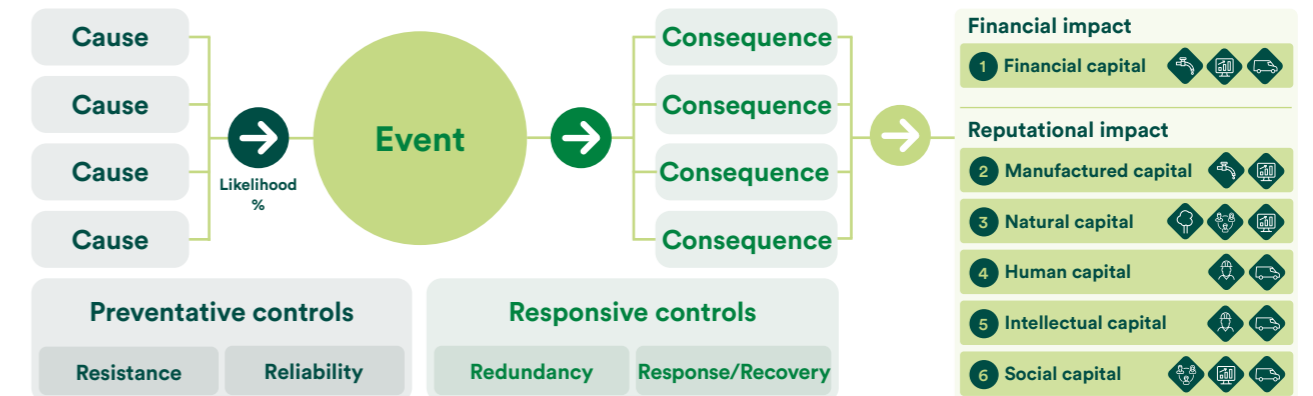 Cause
Cause
Cause
Cause
Likelihood
%
Event
Consequence
Consequence
Consequence
Consequence
Preventative controls
Resistance
Reliability
Responsive controls
Redundancy
Response/Recovery
Financial impact
1 Financial capital
Reputational impact
2 Manufactured capital
3 Natural capital
4 Human capital
5 Intellectual capital
6 Social capital